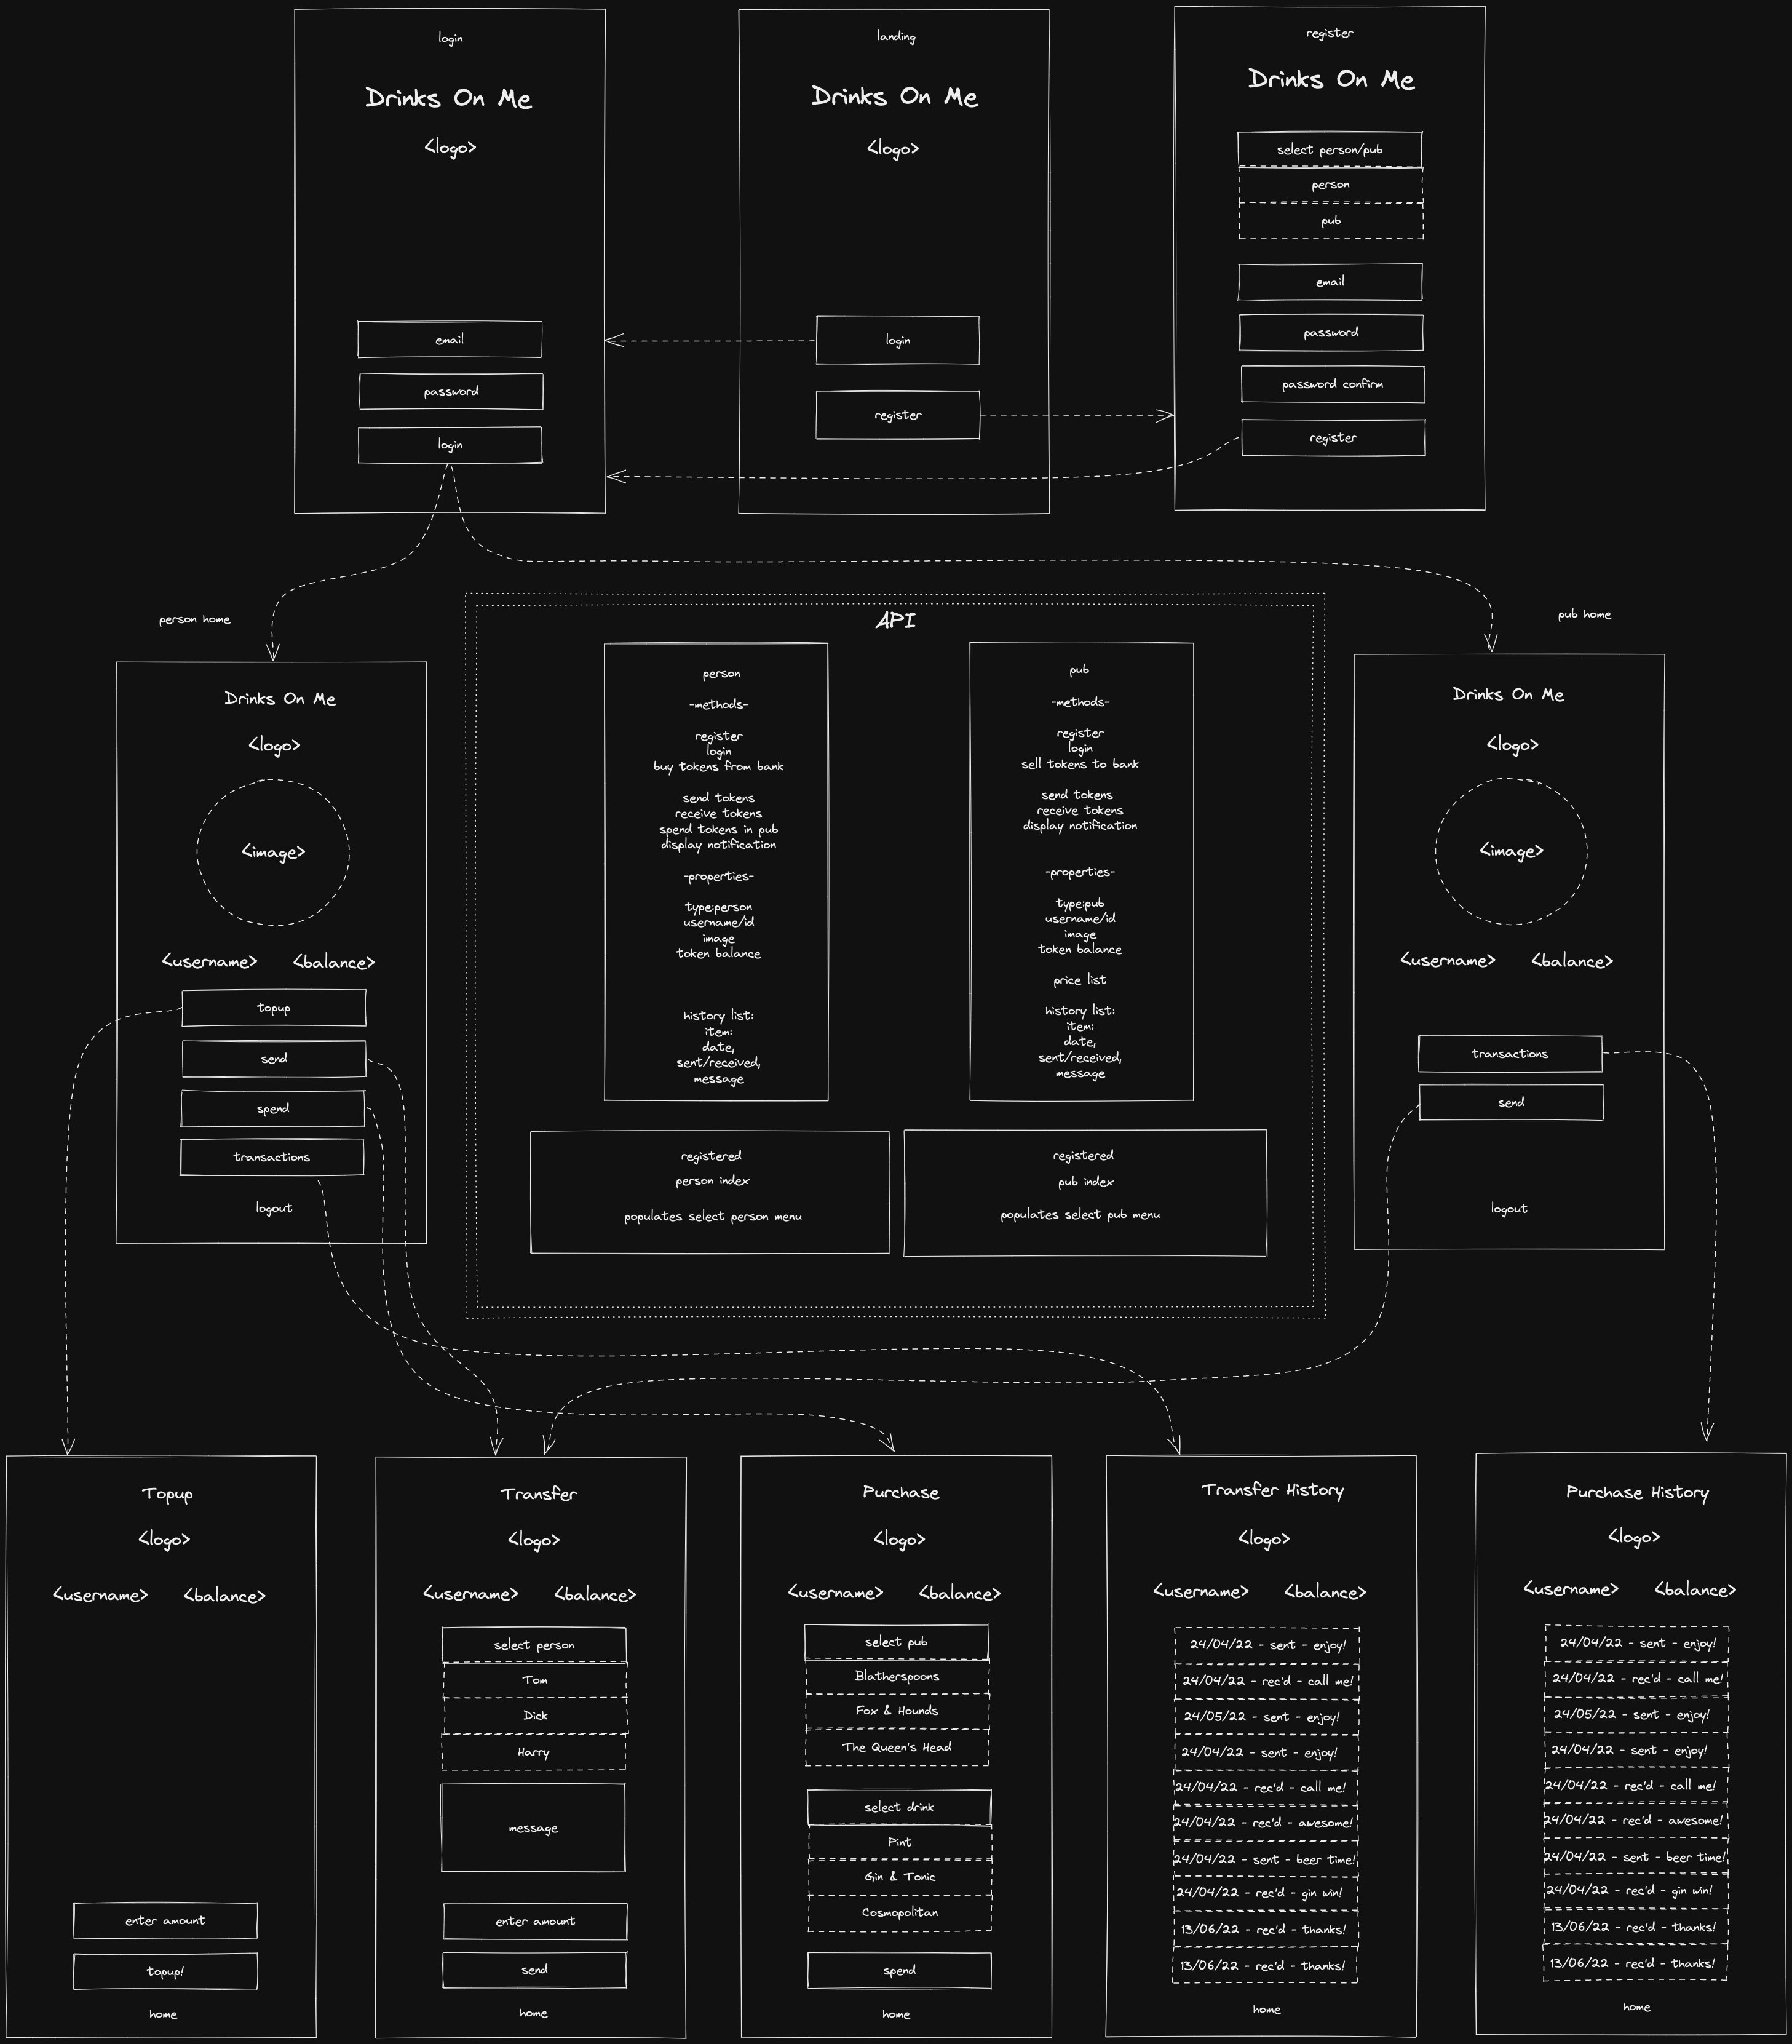 login
Drinks On Me
<logo>
email
password
login
landing
Drinks On Me
<logo>
login
register
register
Drinks On Me
select person/pub
person
pub
email
password
password confirm
register
person home
Drinks On Me
<logo>
<image>
<username> <balance>
topup
send
spend
transactions
logout
API
person
-methods-
register
login
buy tokens from bank
send tokens
receive tokens
spend tokens in pub
display notification
-properties-
type:person
username/id
image
token balance
history list:
item:
date,
sent/received,
message
pub
-methods-
register
login
sell tokens to bank
send tokens
receive tokens
display notification
-properties-
type:pub
username/id
image
token balance
price list
history list:
item:
date,
sent/received,
message
registered
person index
populates select person menu
registered
pub index
populates select pub menu
pub home
Drinks On Me
<logo>
<image>
<username> <balance>
transactions
send
logout
Topup
<logo>
<username> <balance>
enter amount
topup!
home
Transfer
<logo>
<username> <balance>
select person
Tom
Dick
Harry
message
enter amount
send
home
Purchase
<logo>
<username> <balance>
select pub
Blatherspoons
Fox & Hounds
The Queen's Head
select drink
Pint
Gin & Tonic
Cosmopolitan
spend
home
Transfer History
<logo>
<username> <balance>
24/04/22 - sent - enjoy!
24/04/22 - rec'd - call me!
24/05/22 - sent - enjoy!
24/04/22 - sent - enjoy!
24/04/22 - rec'd - call me!
24/04/22 - rec'd - awesome!
24/04/22 - sent - beer time!
24/04/22 - rec'd - gin win!
13/06/22 - rec'd - thanks!
13/06/22 - rec'd - thanks!
home
Purchase History
<logo>
<username> <balance>
24/04/22 - sent - enjoy!
24/04/22 - rec'd - call me!
24/05/22 - sent - enjoy!
24/04/22 - sent - enjoy!
24/04/22 - rec'd - call me!
24/04/22 - rec'd - awesome!
24/04/22 - sent - beer time!
24/04/22 - rec'd - gin win!
13/06/22 - rec'd - thanks!
13/06/22 - rec'd - thanks!
home